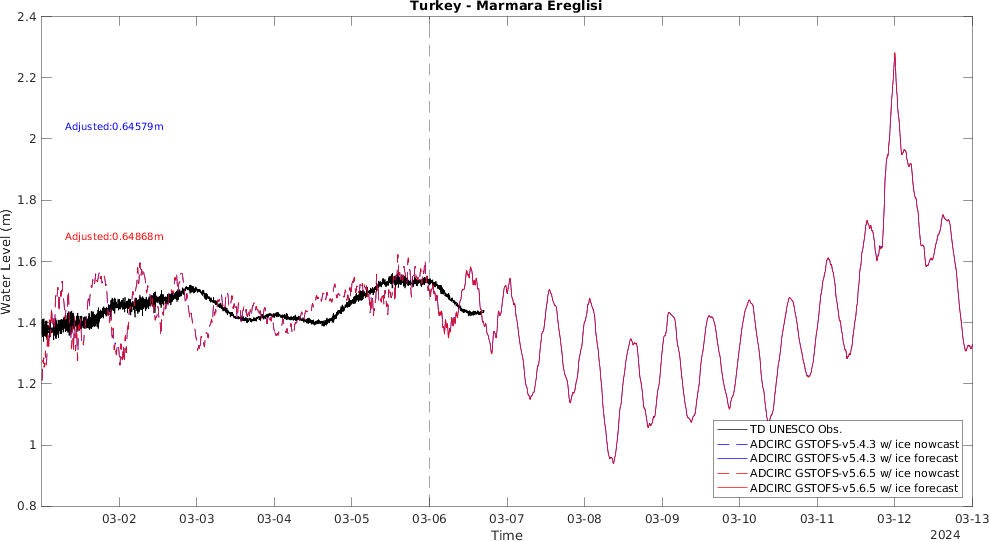 Turkey - Marmara Ereglisi
2.4
2.2
2
1.8
1.6
1.4
1.2
1
0.8
Water Level (m)
Adjusted:0.64579m
Adjusted:0.64868m
TD UNESCO Obs.
ADCIRC GSTOFS-v5.4.3 w/ ice nowcast
ADCIRC GSTOFS-v5.4.3 w/ ice forecast
ADCIRC GSTOFS-v5.6.5 w/ ice nowcast
ADCIRC GSTOFS-v5.6.5 w/ ice forecast
03-02 03-03 03-04 03-05 03-06 03-07 03-08 03-09 03-10 03-11 03-12 03-13
Time 2024